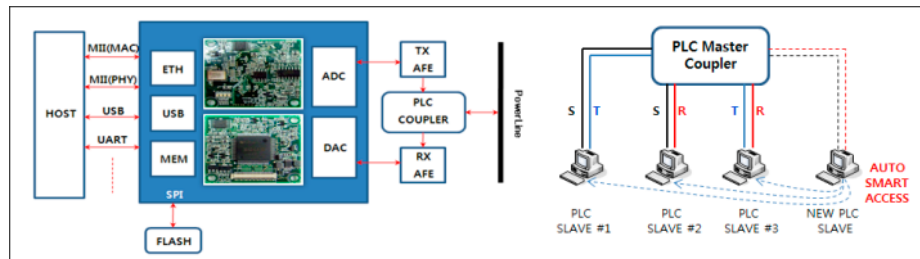 MII(MAC)
MII(PHY)
HOST
USB
UART
ETH
USB
MEM
SPI
FLASH
ADC
DAC
TX
AFE
PLC
COUPLER
RX
AFE
PowerLine
PLC Master
Coupler
S
T
S
R
T
R
AUTO
SMART
ACCESS
PLC
SLAVE #1
PLC
SLAVE #2
PLC
SLAVE #3
NEW PLC
SLAVE